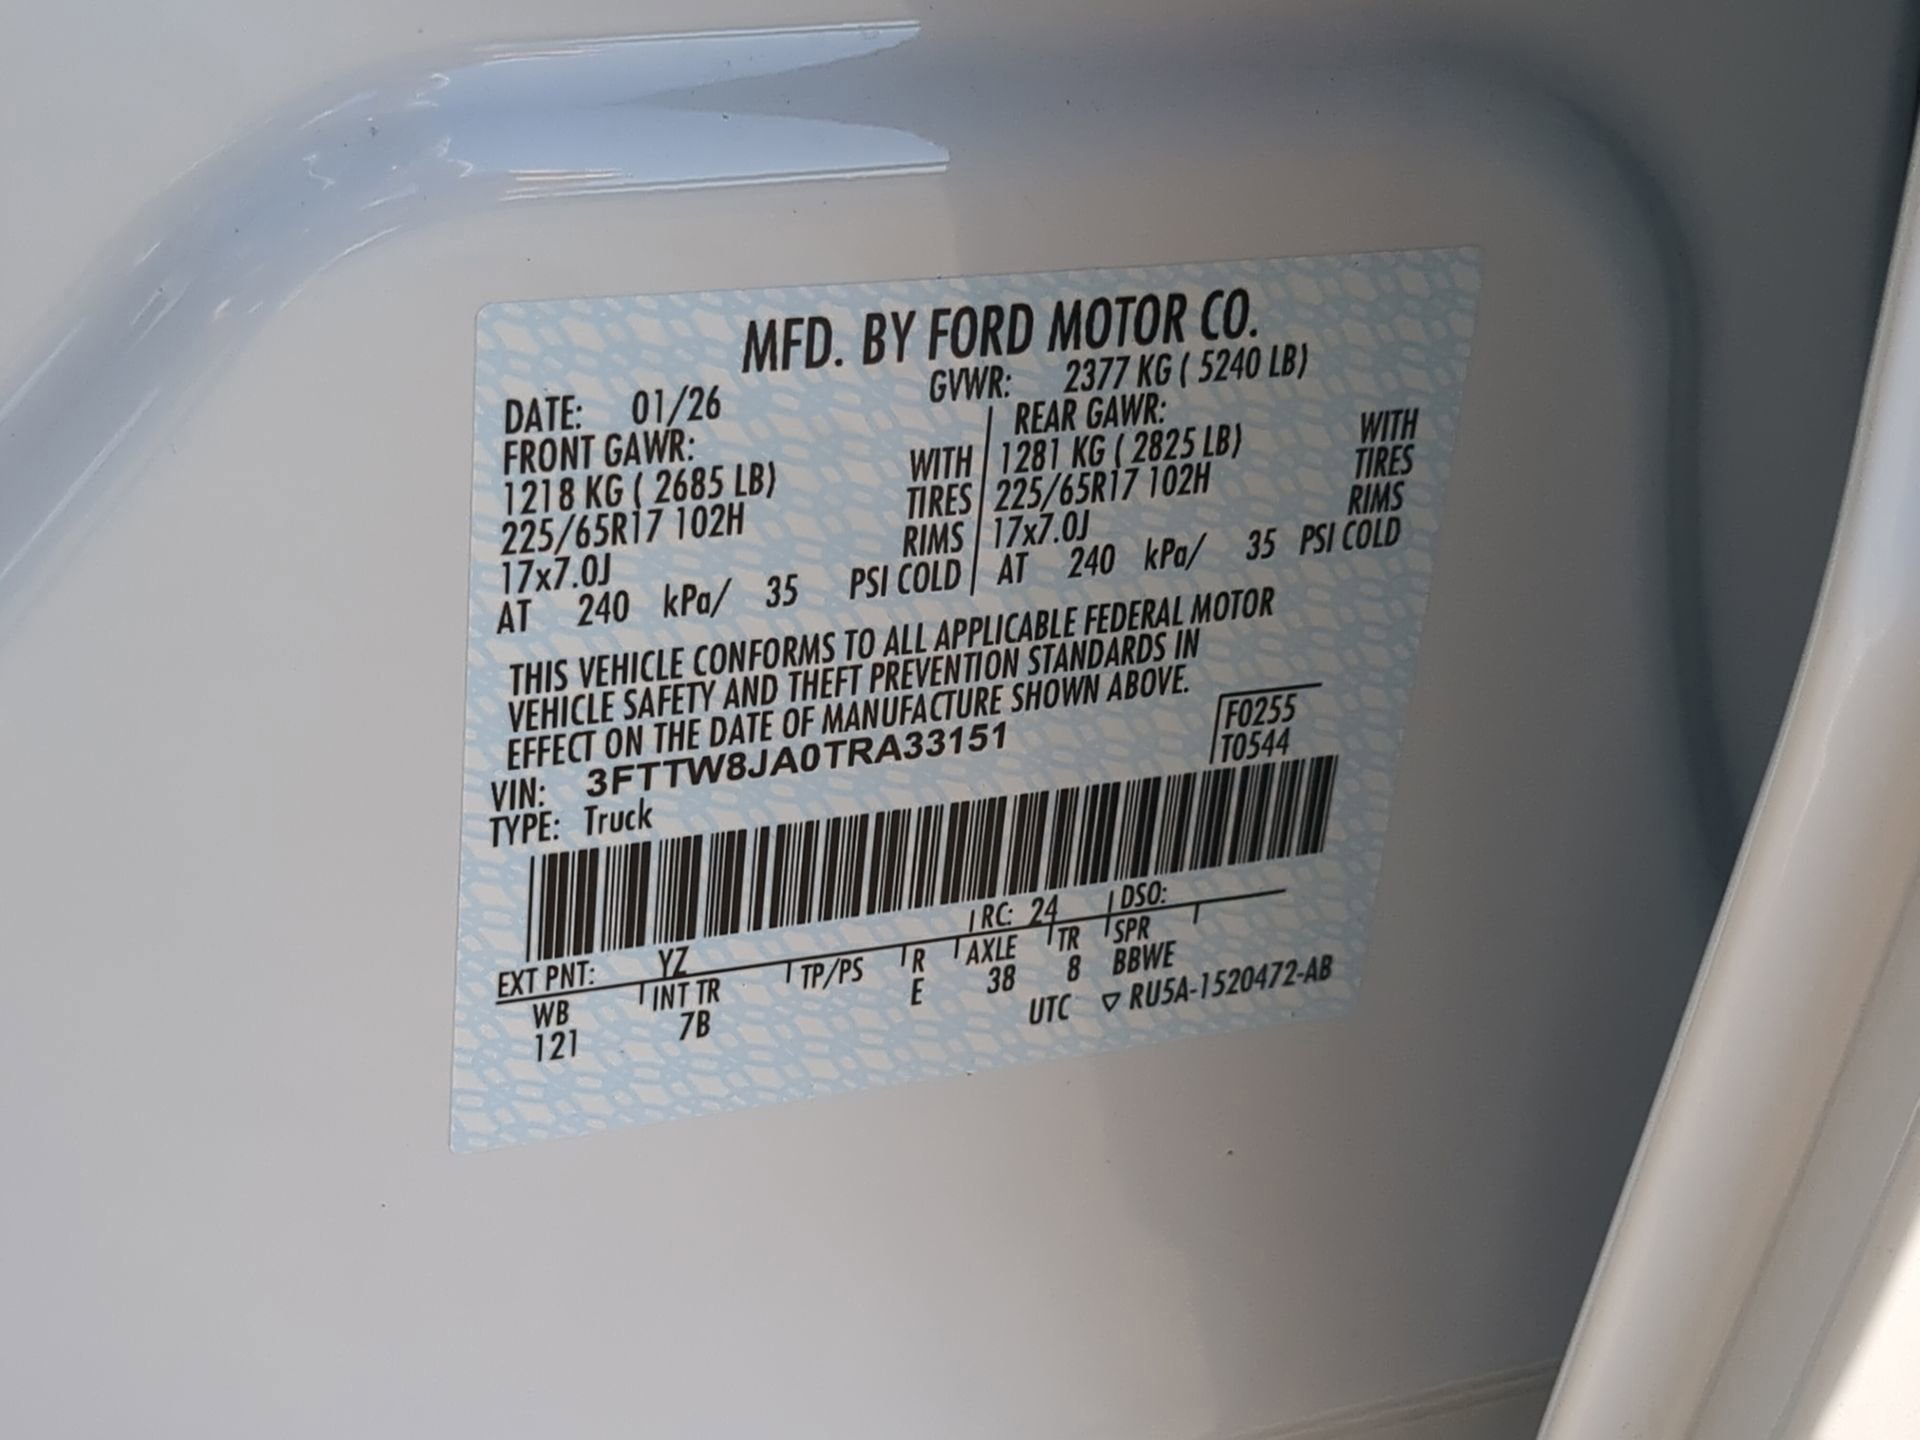 MFD. BY FORD MOTOR CO.
DATE: 01/26 GVWR: 2377 KG ( 5240 LB)
FRONT GAWR: REAR GAWR:
1218 KG ( 2685 LB) WITH 1281 KG ( 2825 LB) WITH
225/65R17 102H TIRES 225/65R17 102H TIRES
17x7.0J RIMS 17x7.0J RIMS
AT 240 kPa/ 35 PSI COLD AT 240 kPa/ 35 PSI COLD
THIS VEHICLE CONFORMS TO ALL APPLICABLE FEDERAL MOTOR
VEHICLE SAFETY AND THEFT PREVENTION STANDARDS IN
EFFECT ON THE DATE OF MANUFACTURE SHOWN ABOVE.
VIN: 3FTTW8JA0TRA33151 F0255
TYPE: Truck T0544
EXT PNT: YZ RC: 24 DSO:
WB INT TR TP/PS R AXLE TR SPR
121 7B E 38 8 BBWE
UTC ▽ RU5A-1520472-AB